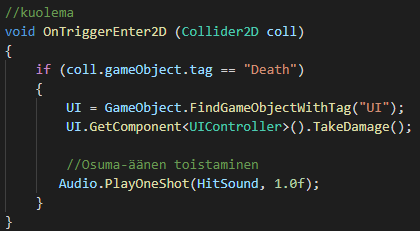 //kuolema
void OnTriggerEnter2D (Collider2D coll)
{
    if (coll.gameObject.tag == "Death")
    {
        UI = GameObject.FindGameObjectWithTag("UI");
        UI.GetComponent<UIController>().TakeDamage();

        //Osuma-äänen toistaminen
       Audio.PlayOneShot(HitSound, 1.0f);
    }
}